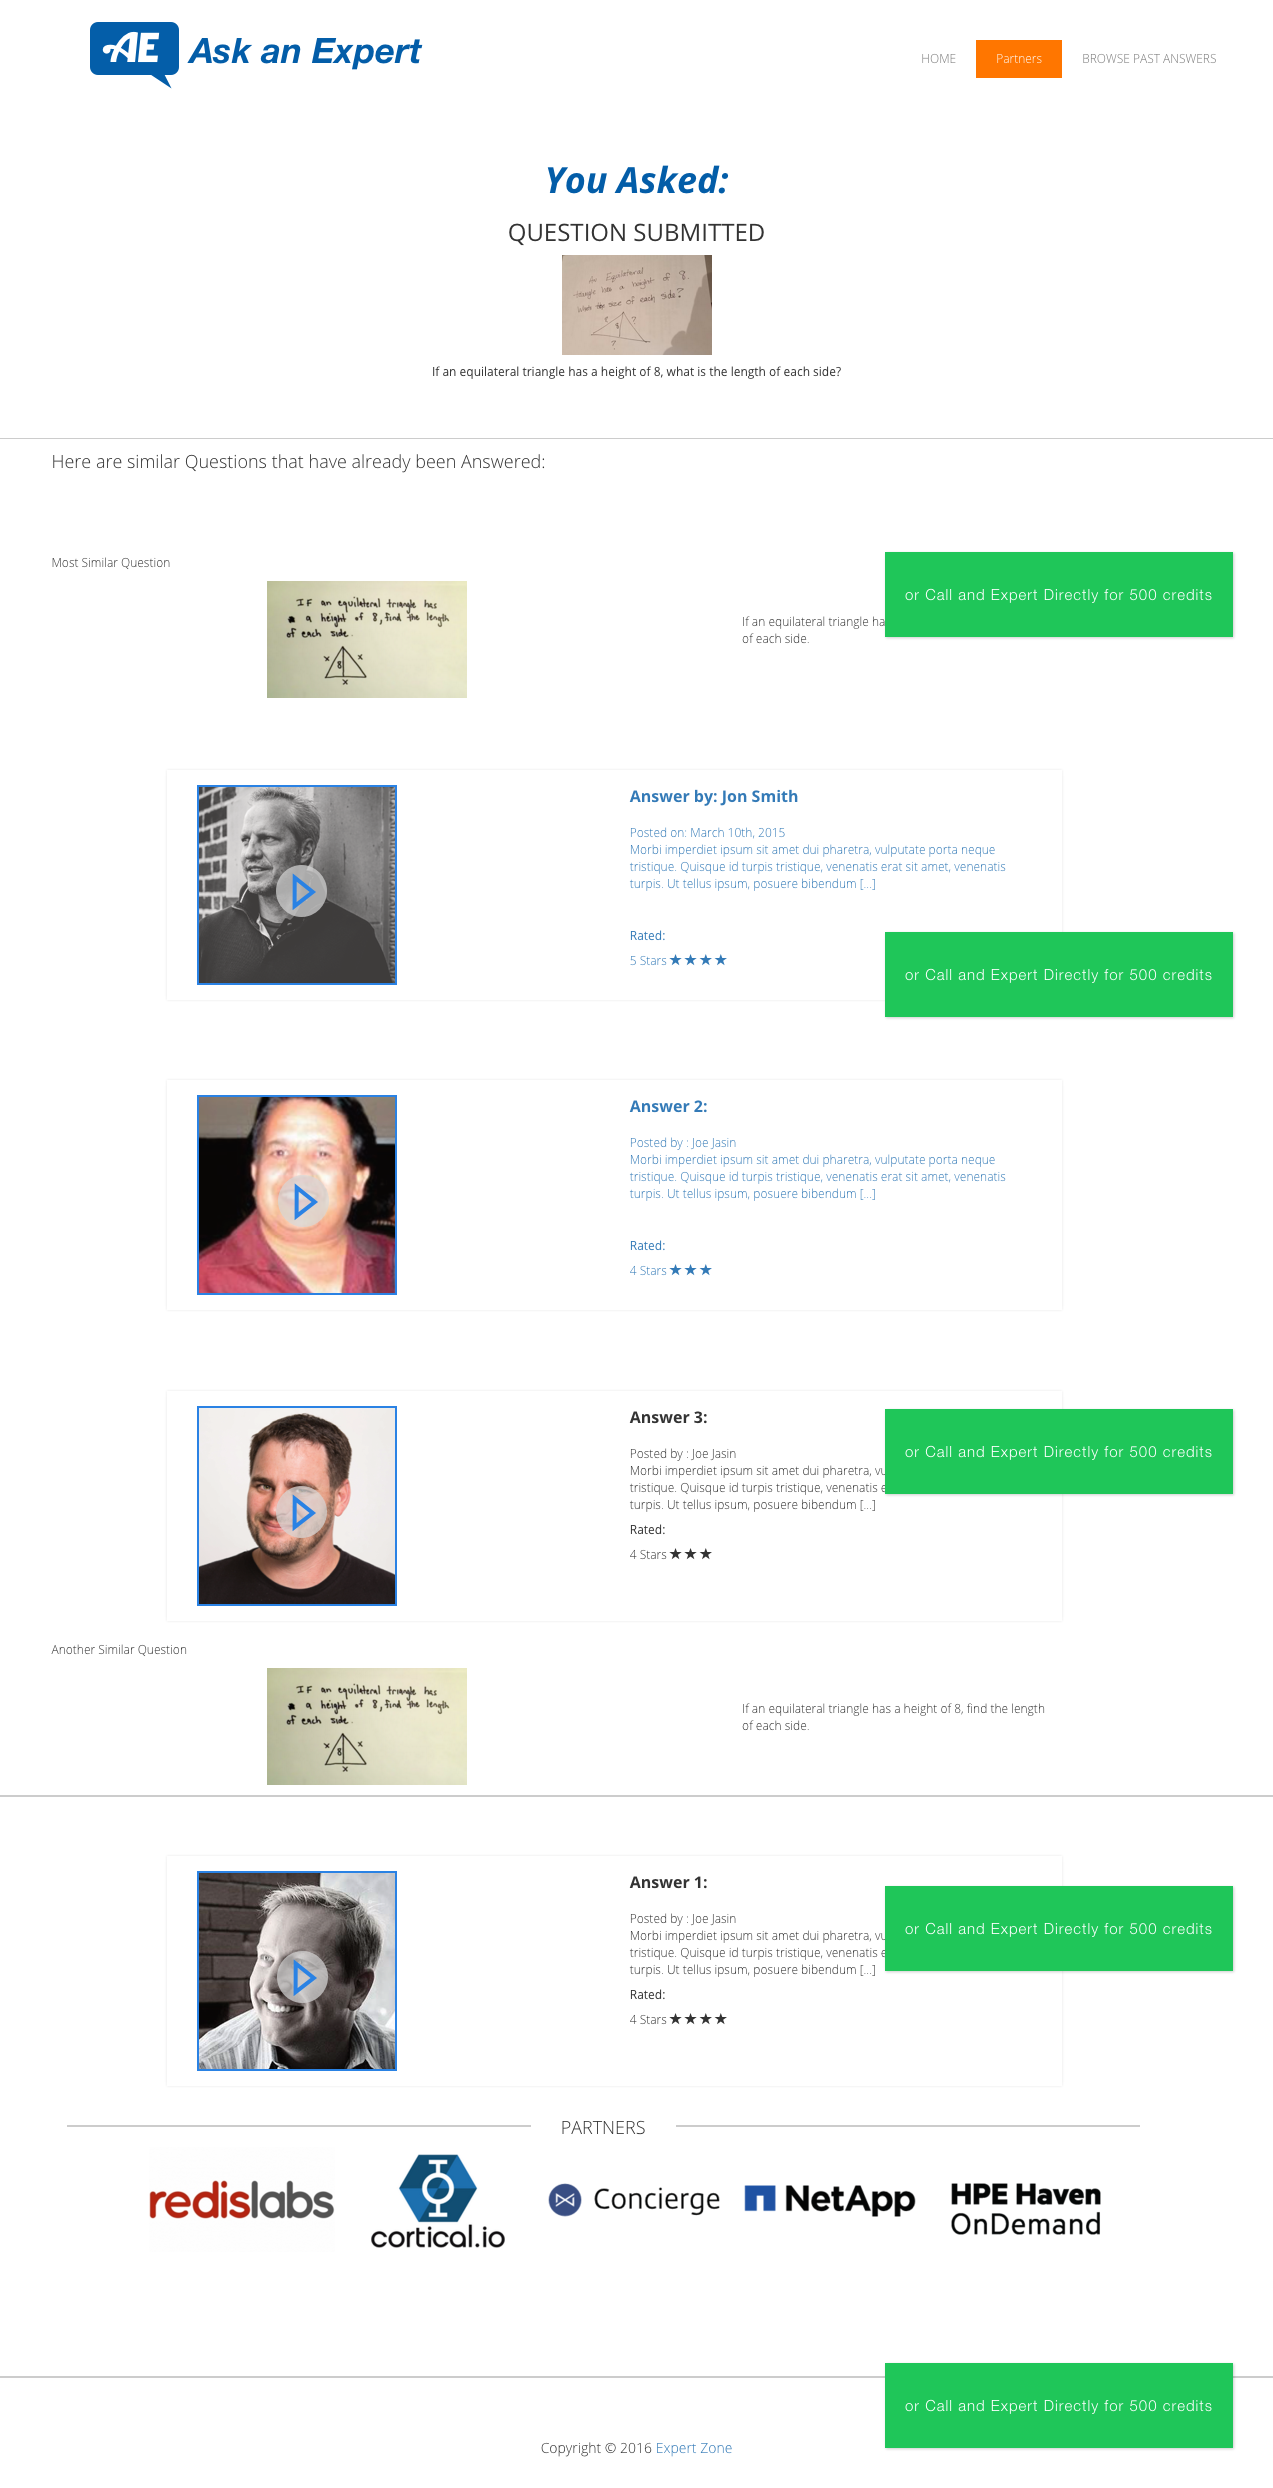 AE Ask an Expert
HOME
Partners
BROWSE PAST ANSWERS
You Asked:
QUESTION SUBMITTED
An Equilateral
triangle has a height of 8.
What the size of each side?
? 8 ?
?
If an equilateral triangle has a height of 8, what is the length of each side?
Here are similar Questions that have already been Answered:
Most Similar Question
or Call and Expert Directly for 500 credits
IF an equilateral triangle has
a height of 8, find the length
of each side.
x 8 x
x
If an equilateral triangle ha
of each side.
Answer by: Jon Smith
Posted on: March 10th, 2015
Morbi imperdiet ipsum sit amet dui pharetra, vulputate porta neque
tristique. Quisque id turpis tristique, venenatis erat sit amet, venenatis
turpis. Ut tellus ipsum, posuere bibendum [...]
Rated:
5 Stars ★★★★
or Call and Expert Directly for 500 credits
Answer 2:
Posted by : Joe Jasin
Morbi imperdiet ipsum sit amet dui pharetra, vulputate porta neque
tristique. Quisque id turpis tristique, venenatis erat sit amet, venenatis
turpis. Ut tellus ipsum, posuere bibendum [...]
Rated:
4 Stars ★★★
Answer 3:
Posted by : Joe Jasin
Morbi imperdiet ipsum sit amet dui pharetra, vu
tristique. Quisque id turpis tristique, venenatis e
turpis. Ut tellus ipsum, posuere bibendum [...]
Rated:
4 Stars ★★★
or Call and Expert Directly for 500 credits
Another Similar Question
IF an equilateral triangle has
a height of 8, find the length
of each side.
x 8 x
x
If an equilateral triangle has a height of 8, find the length
of each side.
Answer 1:
Posted by : Joe Jasin
Morbi imperdiet ipsum sit amet dui pharetra, vu
tristique. Quisque id turpis tristique, venenatis e
turpis. Ut tellus ipsum, posuere bibendum [...]
Rated:
4 Stars ★★★★
or Call and Expert Directly for 500 credits
PARTNERS
redislabs
cortical.io
Concierge
NetApp
HPE Haven
OnDemand
or Call and Expert Directly for 500 credits
Copyright © 2016 Expert Zone